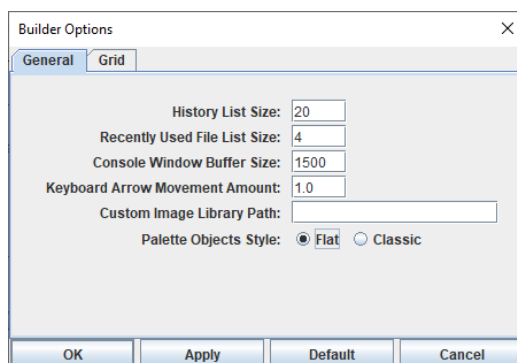 Builder Options
General Grid
History List Size: 20
Recently Used File List Size: 4
Console Window Buffer Size: 1500
Keyboard Arrow Movement Amount: 1.0
Custom Image Library Path:
Palette Objects Style: Flat Classic
OK Apply Default Cancel